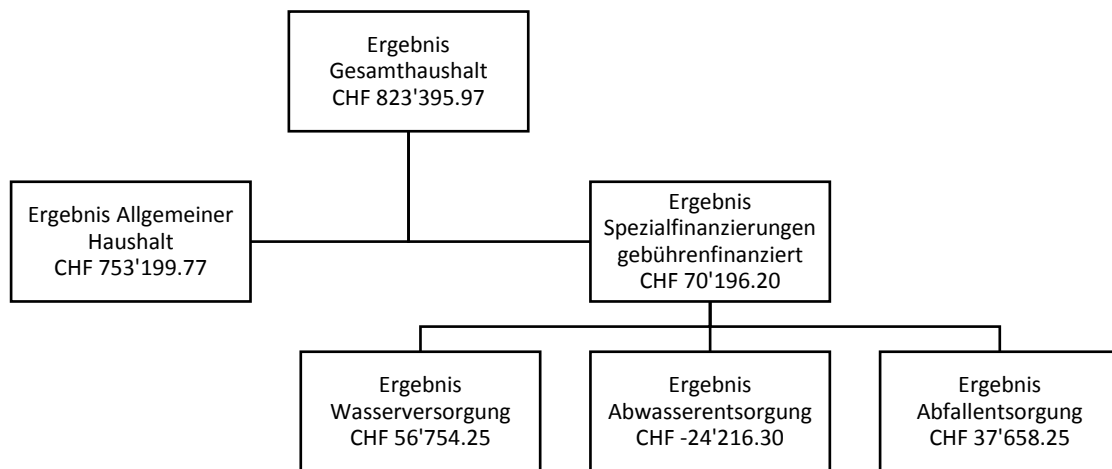 Ergebnis
Gesamthaushalt
CHF 823'395.97
Ergebnis Allgemeiner
Haushalt
CHF 753'199.77
Ergebnis
Spezialfinanzierungen
gebührenfinanziert
CHF 70'196.20
Ergebnis
Wasserversorgung
CHF 56'754.25
Ergebnis
Abwasserentsorgung
CHF -24'216.30
Ergebnis
Abfallentsorgung
CHF 37'658.25